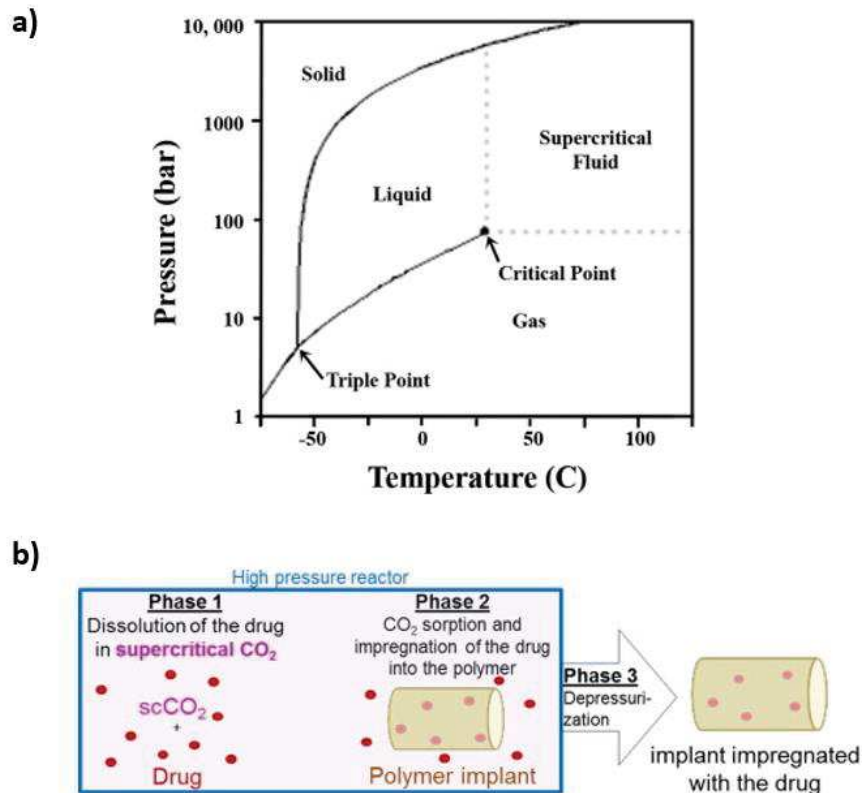 a)
10,000
1000
100
10
1
Pressure (bar)
Solid
Liquid
Supercritical
Fluid
Critical Point
Gas
Triple Point
-50
0
50
100
Temperature (C)
b)
High pressure reactor
Phase 1
Dissolution of the drug
in supercritical CO₂
scCO₂
+
Drug
Phase 2
CO₂ sorption and
impregnation of the drug
into the polymer
Polymer implant
Phase 3
Depressuri-
zation
implant impregnated
with the drug